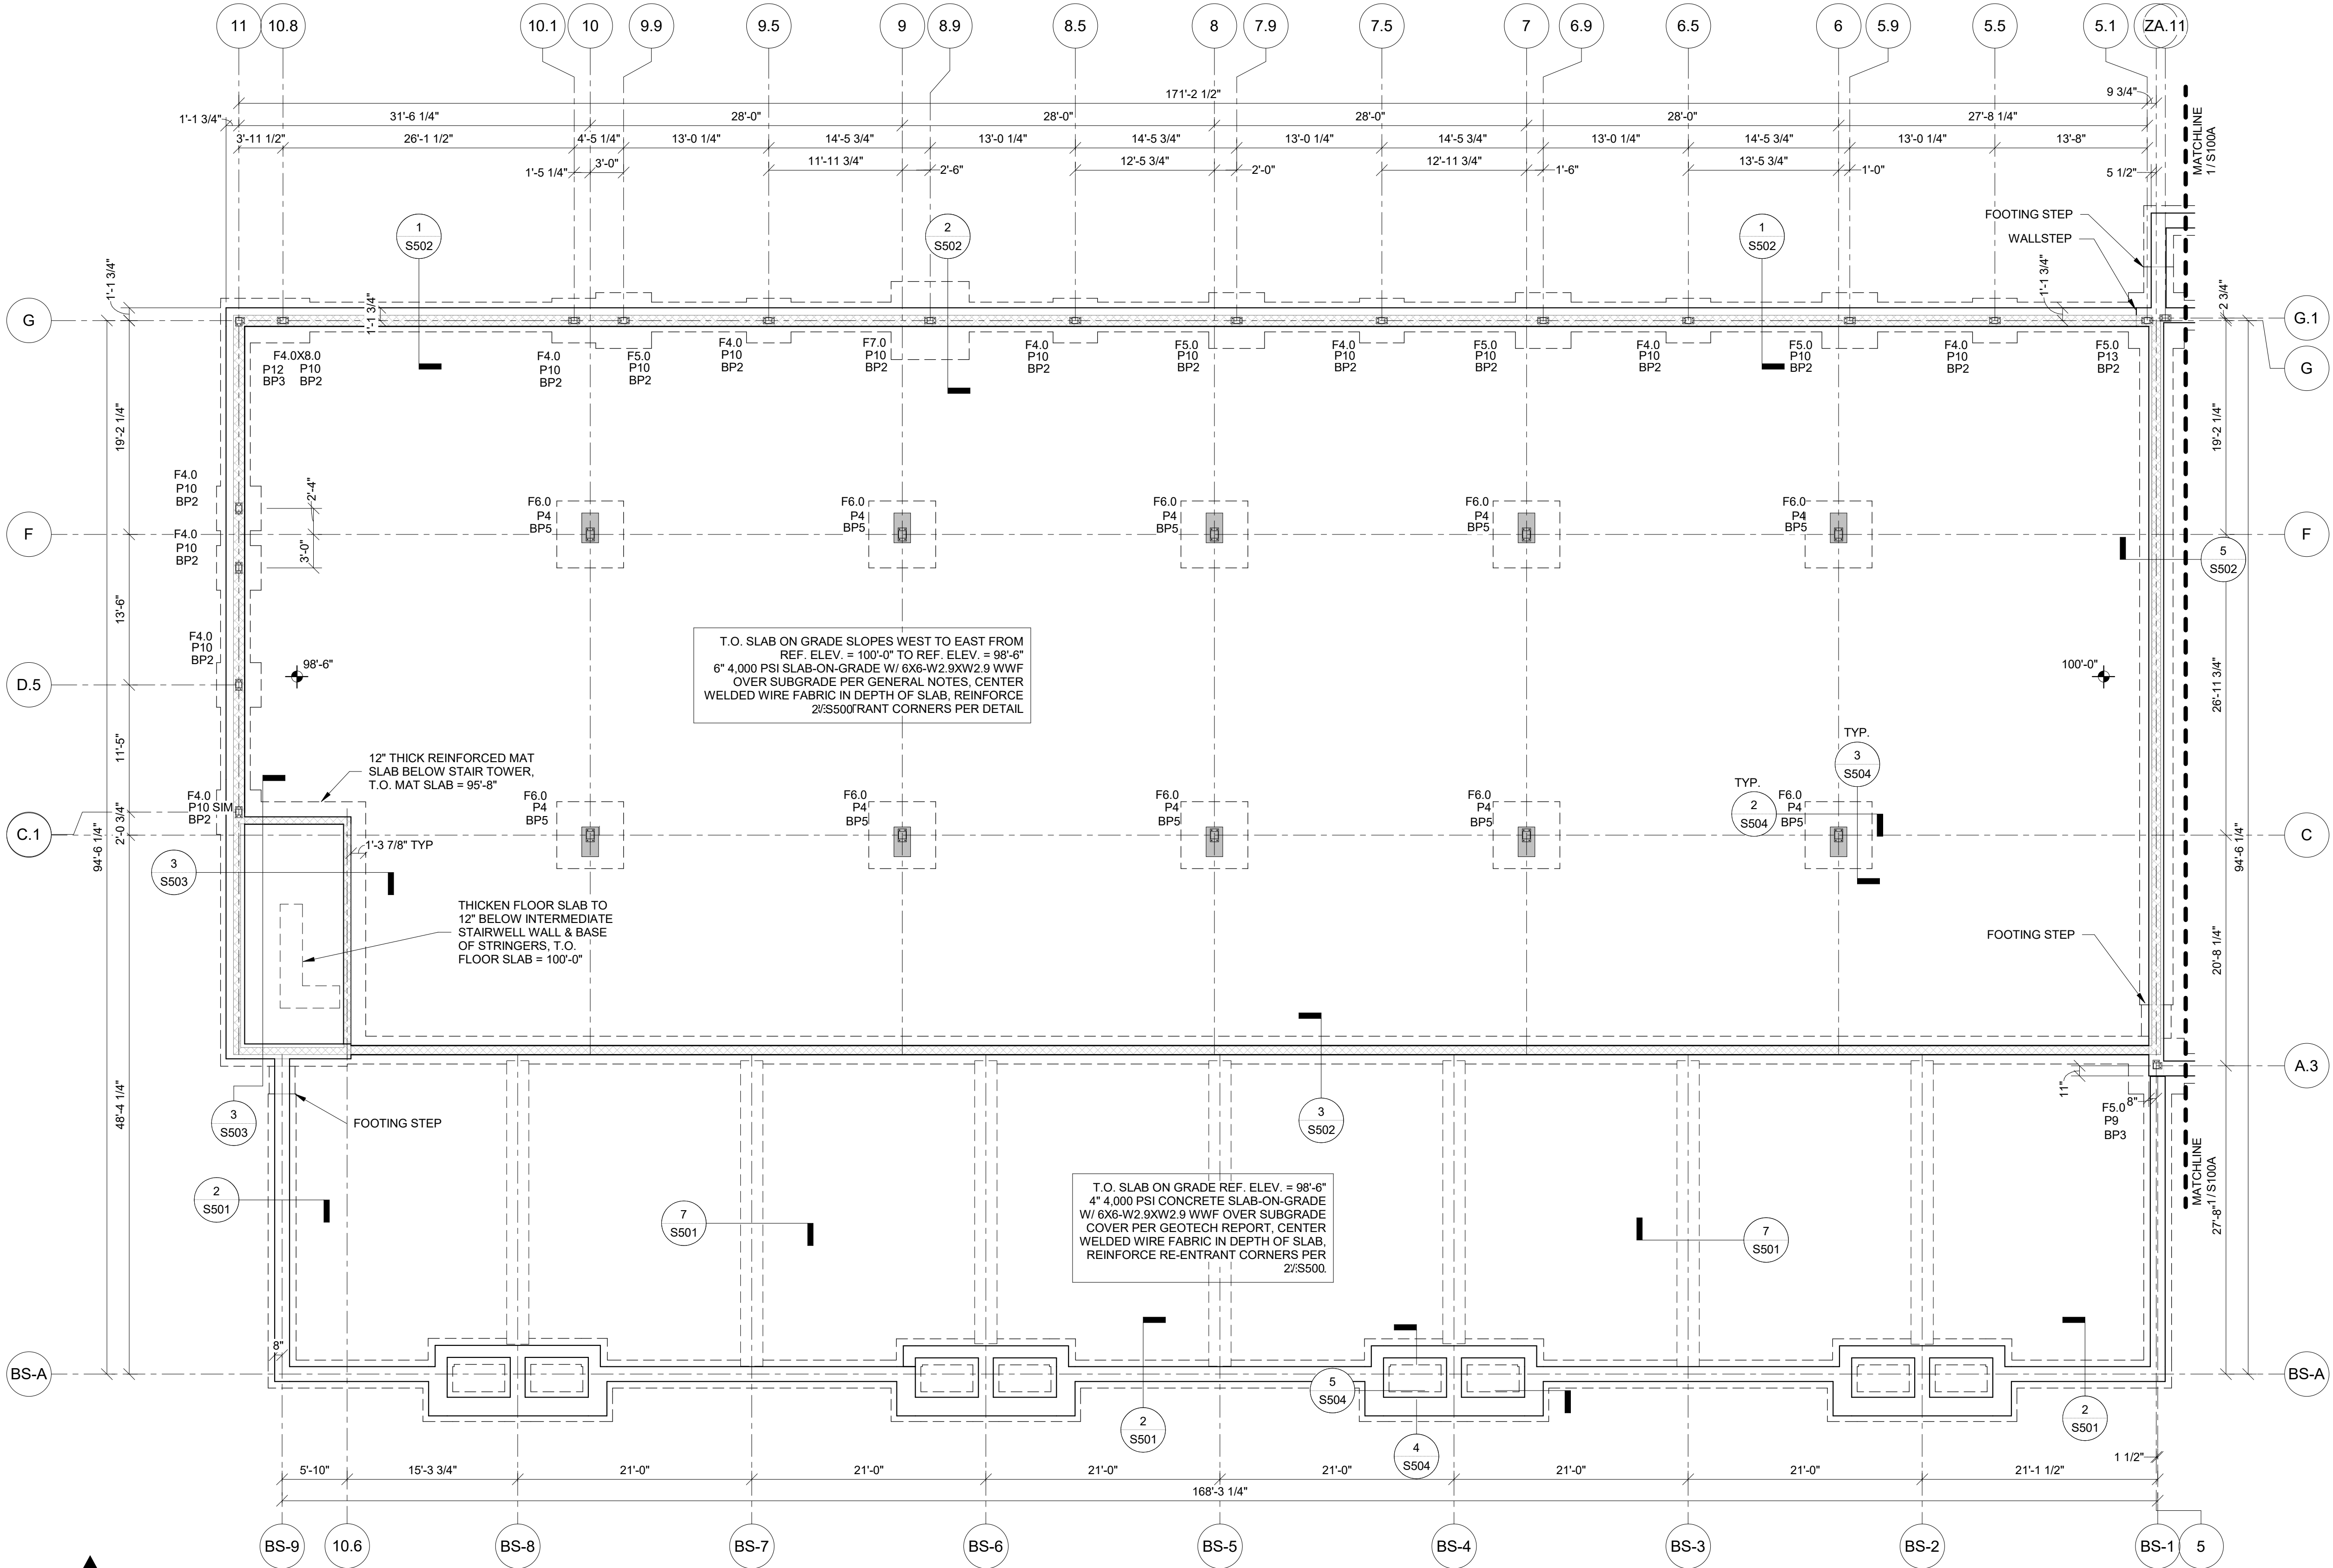 11
10.8
10.1
10
9.9
9.5
9
8.9
8.5
8
7.9
7.5
7
6.9
6.5
6
5.9
5.5
5.1
ZA.11
171'-2 1/2"
9 3/4"
1'-1 3/4"
31'-6 1/4"
28'-0"
28'-0"
28'-0"
28'-0"
27'-8 1/4"
3'-11 1/2"
26'-1 1/2"
4'-5 1/4"
13'-0 1/4"
14'-5 3/4"
13'-0 1/4"
14'-5 3/4"
13'-0 1/4"
14'-5 3/4"
13'-0 1/4"
14'-5 3/4"
13'-0 1/4"
13'-8"
1'-5 1/4"
3'-0"
11'-11 3/4"
2'-6"
12'-5 3/4"
2'-0"
12'-11 3/4"
1'-6"
13'-5 3/4"
1'-0"
5 1/2"
MATCHLINE
1 / S100A
1
S502
2
S502
1
S502
FOOTING STEP
WALLSTEP
1'-1 3/4"
1'-1 3/4"
1'-1 3/4"
2 3/4"
G
G.1
G
F4.0X8.0
P12
BP3
P10
BP2
F4.0
P10
BP2
F5.0
P10
BP2
F4.0
P10
BP2
F7.0
P10
BP2
F4.0
P10
BP2
F5.0
P10
BP2
F4.0
P10
BP2
F5.0
P10
BP2
F4.0
P10
BP2
F5.0
P10
BP2
F4.0
P10
BP2
F5.0
P13
BP2
19'-2 1/4"
19'-2 1/4"
F4.0
P10
BP2
2'-4"
F6.0
P4
BP5
F6.0
P4
BP5
F6.0
P4
BP5
F6.0
P4
BP5
F6.0
P4
BP5
F
F
F4.0
P10
BP2
3'-0"
5
S502
13'-6"
F4.0
P10
BP2
98'-6"
D.5
T.O. SLAB ON GRADE SLOPES WEST TO EAST FROM
REF. ELEV. = 100'-0" TO REF. ELEV. = 98'-6"
6" 4,000 PSI SLAB-ON-GRADE W/ 6X6-W2.9XW2.9 WWF
OVER SUBGRADE PER GENERAL NOTES, CENTER
WELDED WIRE FABRIC IN DEPTH OF SLAB, REINFORCE
TRANT CORNERS PER DETAIL
100'-0"
26'-11 3/4"
11'-5"
12" THICK REINFORCED MAT
SLAB BELOW STAIR TOWER,
T.O. MAT SLAB = 95'-8"
TYP.
3
S504
TYP.
2
S504
F4.0
P10 SIM
BP2
F6.0
P4
BP5
F6.0
P4
BP5
F6.0
P4
BP5
F6.0
P4
BP5
F6.0
P4
BP5
C.1
C
94'-6 1/4"
2'-0 3/4"
94'-6 1/4"
1'-3 7/8" TYP
3
S503
THICKEN FLOOR SLAB TO
12" BELOW INTERMEDIATE
STAIRWELL WALL & BASE
OF STRINGERS, T.O.
FLOOR SLAB = 100'-0"
FOOTING STEP
20'-8 1/4"
A.3
48'-4 1/4"
3
S503
FOOTING STEP
3
S502
11"
8"
F5.0
P9
BP3
MATCHLINE
1 / S100A
27'-8"
2
S501
7
S501
7
S501
T.O. SLAB ON GRADE REF. ELEV. = 98'-6"
4" 4,000 PSI CONCRETE SLAB-ON-GRADE
W/ 6X6-W2.9XW2.9 WWF OVER SUBGRADE
COVER PER GEOTECH REPORT, CENTER
WELDED WIRE FABRIC IN DEPTH OF SLAB,
REINFORCE RE-ENTRANT CORNERS PER
S500.
8"
BS-A
BS-A
5
S504
2
S501
4
S504
2
S501
5'-10"
15'-3 3/4"
21'-0"
21'-0"
21'-0"
21'-0"
21'-0"
21'-0"
21'-1 1/2"
1 1/2"
168'-3 1/4"
BS-9
10.6
BS-8
BS-7
BS-6
BS-5
BS-4
BS-3
BS-2
BS-1
5